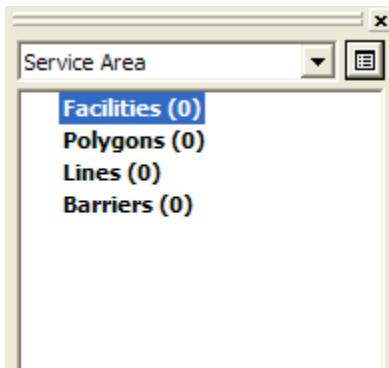 Service Area
Facilities (0)
Polygons (0)
Lines (0)
Barriers (0)